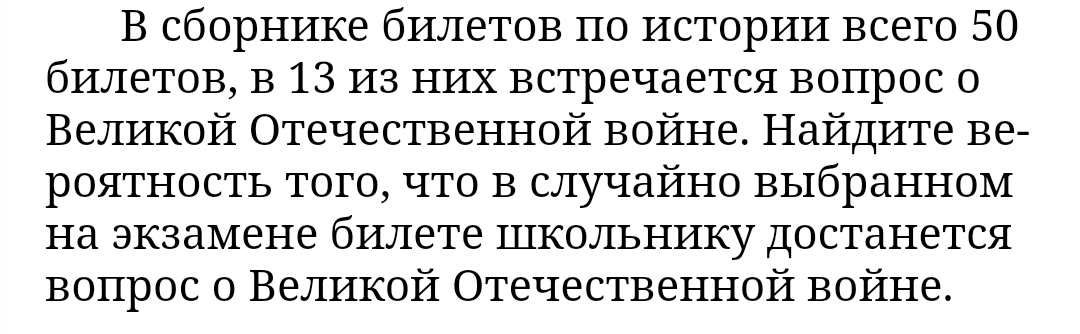 В сборнике билетов по истории всего 50
билетов, в 13 из них встречается вопрос о
Великой Отечественной войне. Найдите ве-
роятность того, что в случайно выбранном
на экзамене билете школьнику достанется
вопрос о Великой Отечественной войне.